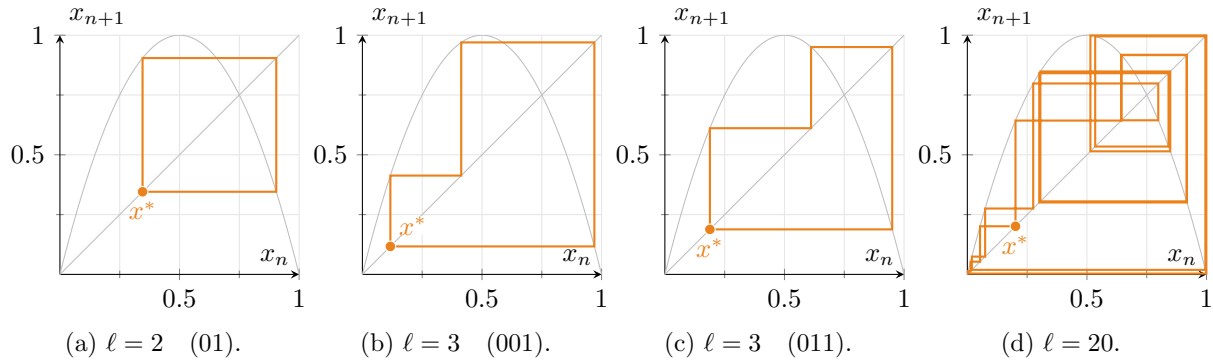 x_{n+1}
1
0.5
x*
x_n
0.5
1
(a) ℓ = 2 (01).
x_{n+1}
1
0.5
x*
x_n
0.5
1
(b) ℓ = 3 (001).
x_{n+1}
1
0.5
x*
x_n
0.5
1
(c) ℓ = 3 (011).
x_{n+1}
1
0.5
x*
x_n
0.5
1
(d) ℓ = 20.